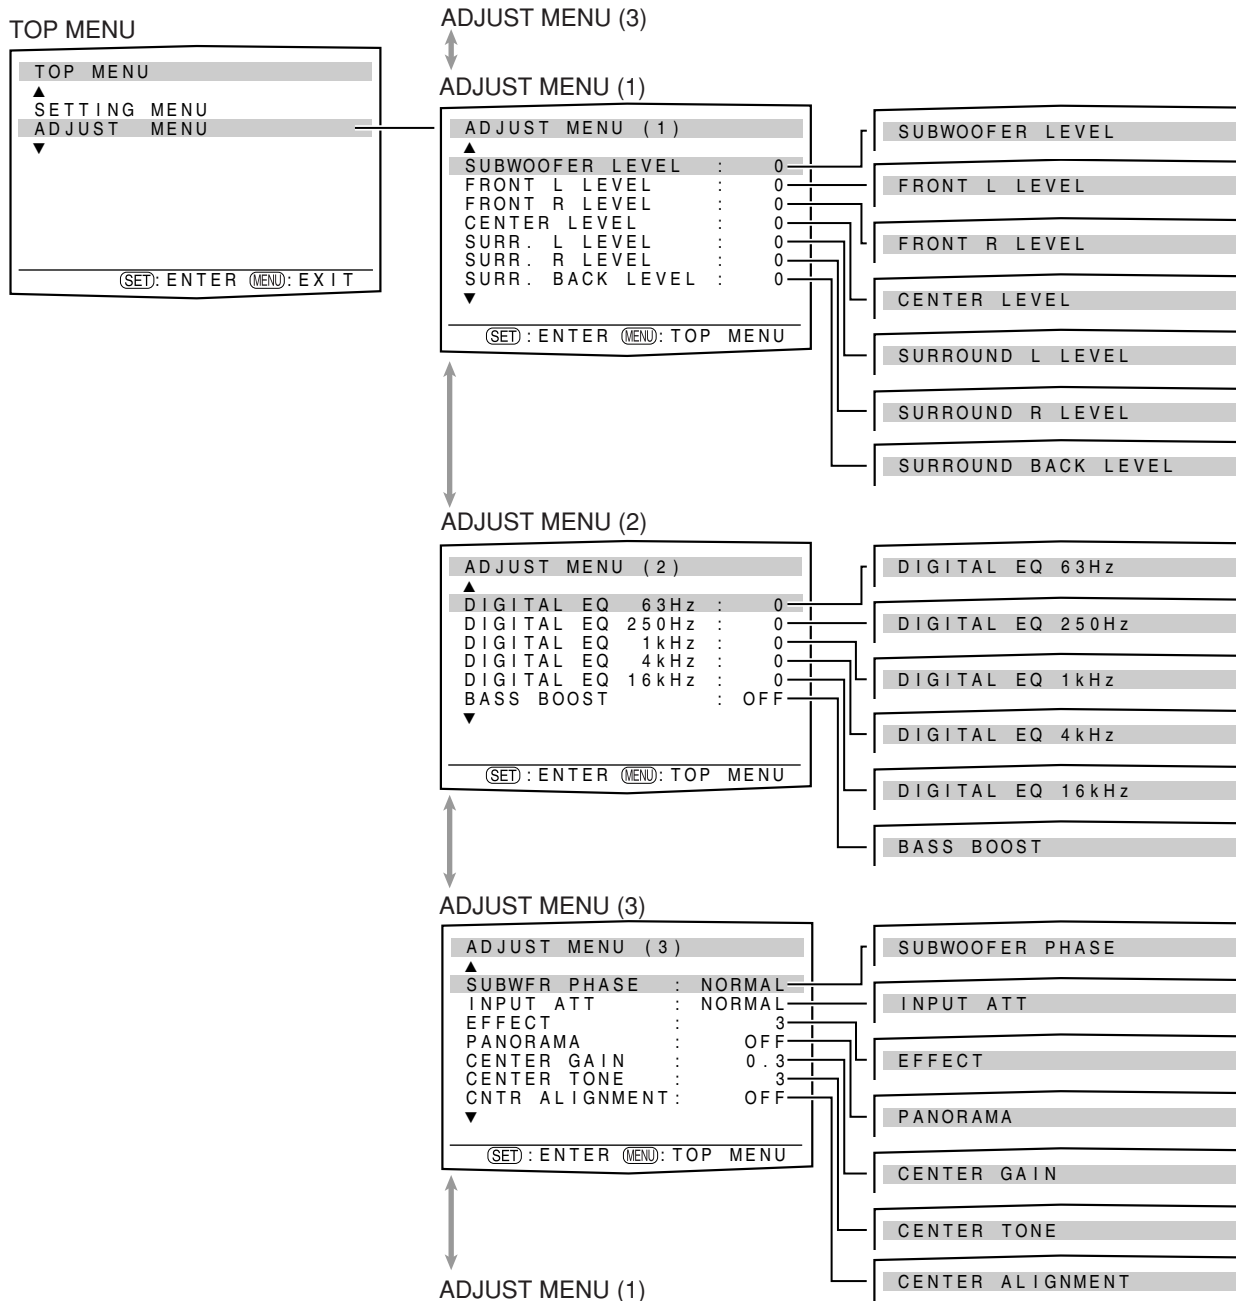 TOP MENU
TOP MENU
▲
SETTING MENU
ADJUST MENU
▼
SET: ENTER MENU: EXIT
ADJUST MENU (3)
ADJUST MENU (1)
ADJUST MENU (1)
▲
SUBWOOFER LEVEL : 0
FRONT L LEVEL : 0
FRONT R LEVEL : 0
CENTER LEVEL : 0
SURR. L LEVEL : 0
SURR. R LEVEL : 0
SURR. BACK LEVEL : 0
▼
SET: ENTER MENU: TOP MENU
SUBWOOFER LEVEL
FRONT L LEVEL
FRONT R LEVEL
CENTER LEVEL
SURROUND L LEVEL
SURROUND R LEVEL
SURROUND BACK LEVEL
ADJUST MENU (2)
ADJUST MENU (2)
▲
DIGITAL EQ 63Hz : 0
DIGITAL EQ 250Hz : 0
DIGITAL EQ 1kHz : 0
DIGITAL EQ 4kHz : 0
DIGITAL EQ 16kHz : 0
BASS BOOST : OFF
▼
SET: ENTER MENU: TOP MENU
DIGITAL EQ 63Hz
DIGITAL EQ 250Hz
DIGITAL EQ 1kHz
DIGITAL EQ 4kHz
DIGITAL EQ 16kHz
BASS BOOST
ADJUST MENU (3)
ADJUST MENU (3)
▲
SUBWFR PHASE : NORMAL
INPUT ATT : NORMAL
EFFECT : 3
PANORAMA : OFF
CENTER GAIN : 0.3
CENTER TONE : 3
CNTR ALIGNMENT: OFF
▼
SET: ENTER MENU: TOP MENU
SUBWOOFER PHASE
INPUT ATT
EFFECT
PANORAMA
CENTER GAIN
CENTER TONE
CENTER ALIGNMENT
ADJUST MENU (1)